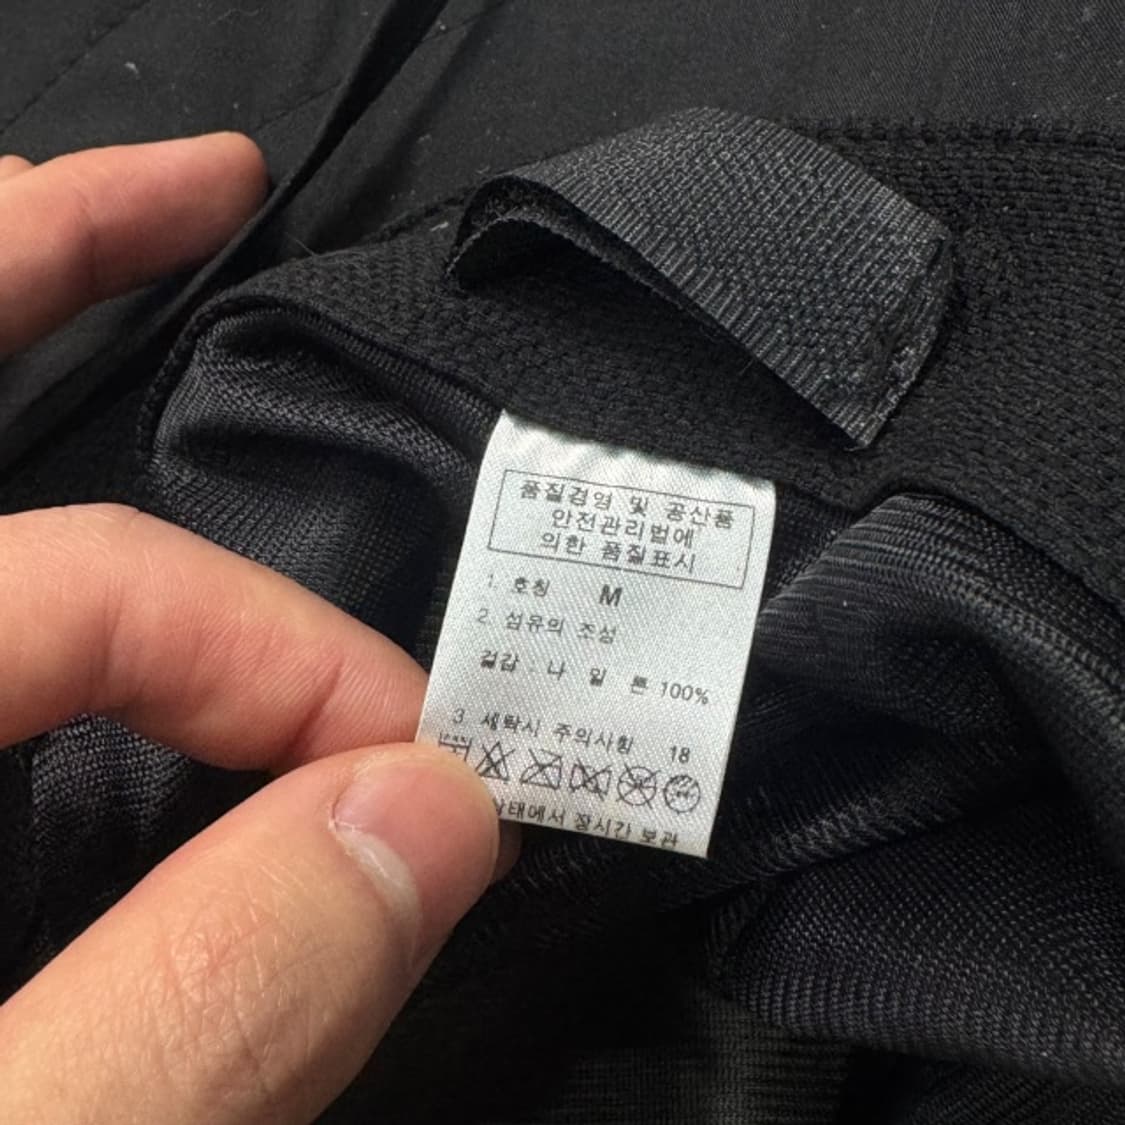 품질경영 및 공산품
안전관리법에
의한 품질표시
1. 호칭 M
2. 섬유의 조성
겉감 : 나 일 론 100%
3. 세탁시 주의사항 18
상태에서 장시간 보관